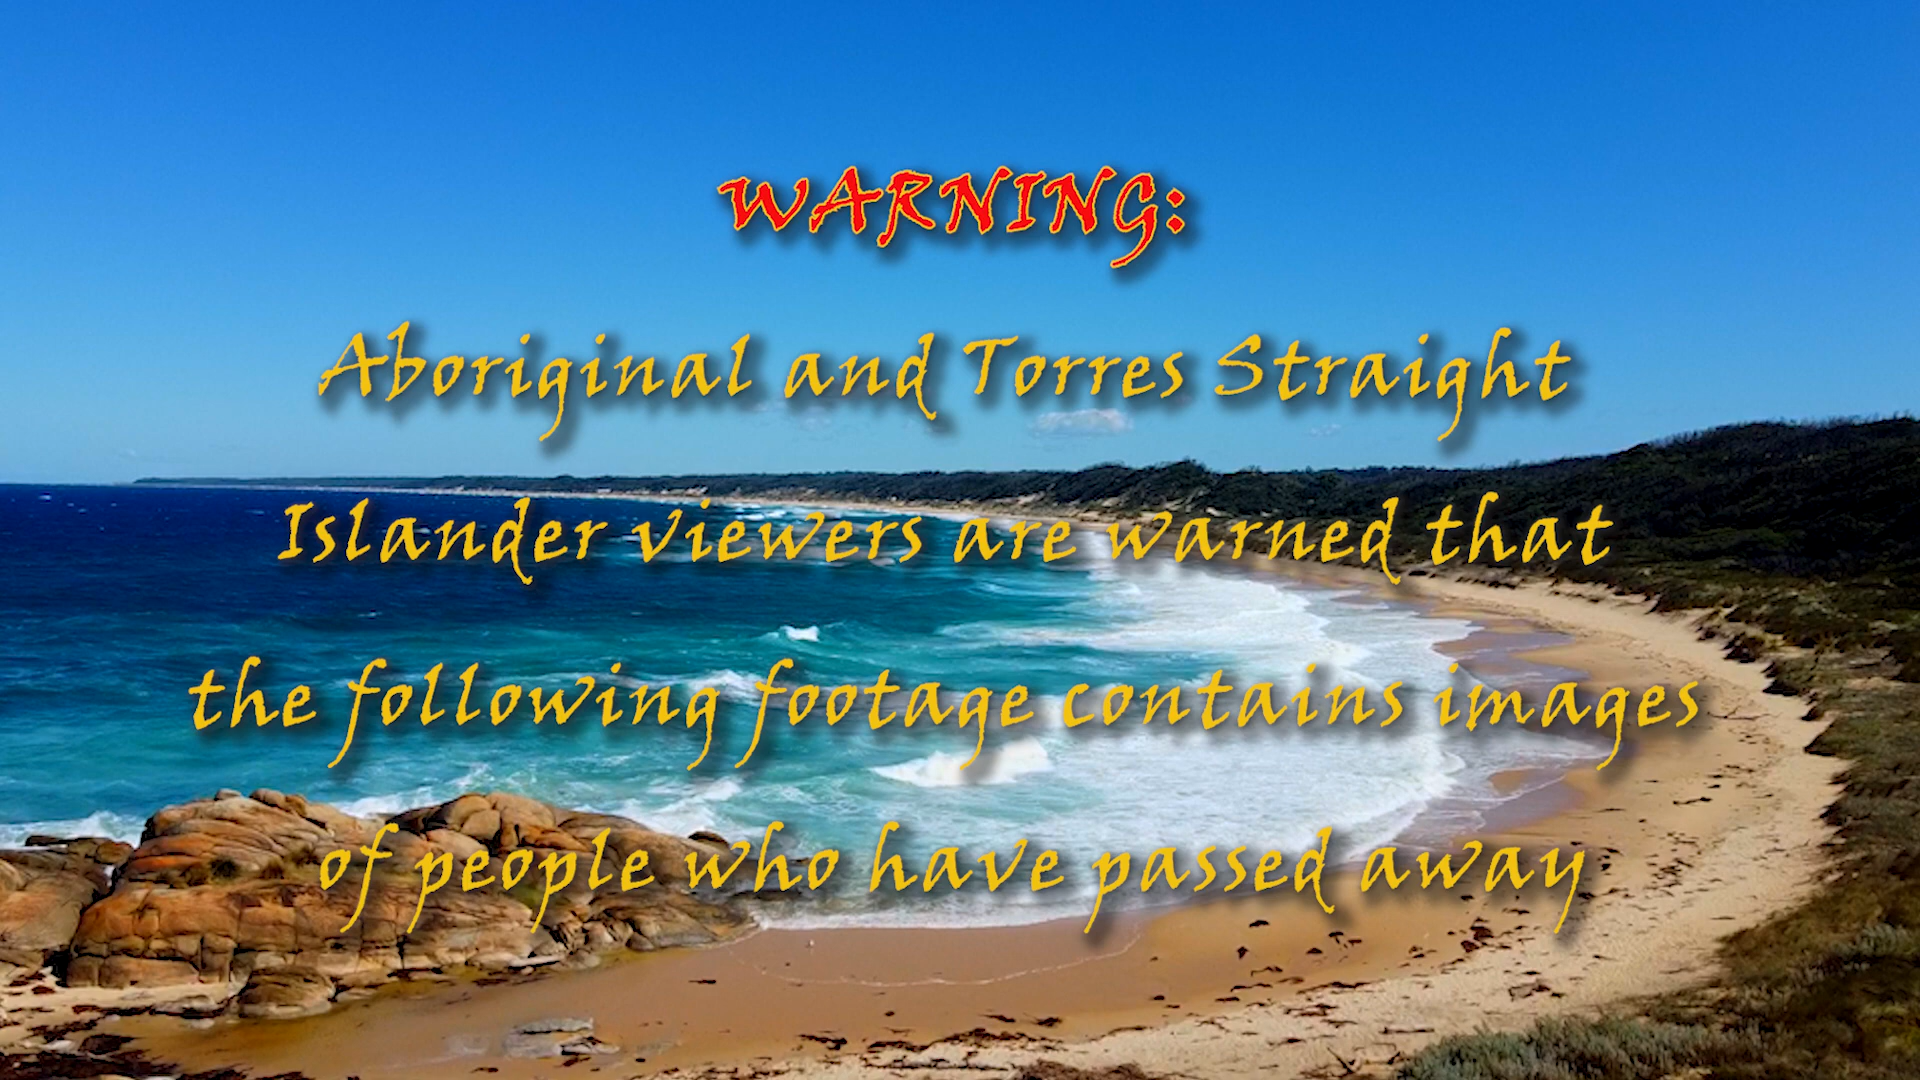 WARNING:
Aboriginal and Torres Straight
Islander viewers are warned that
the following footage contains images
of people who have passed away